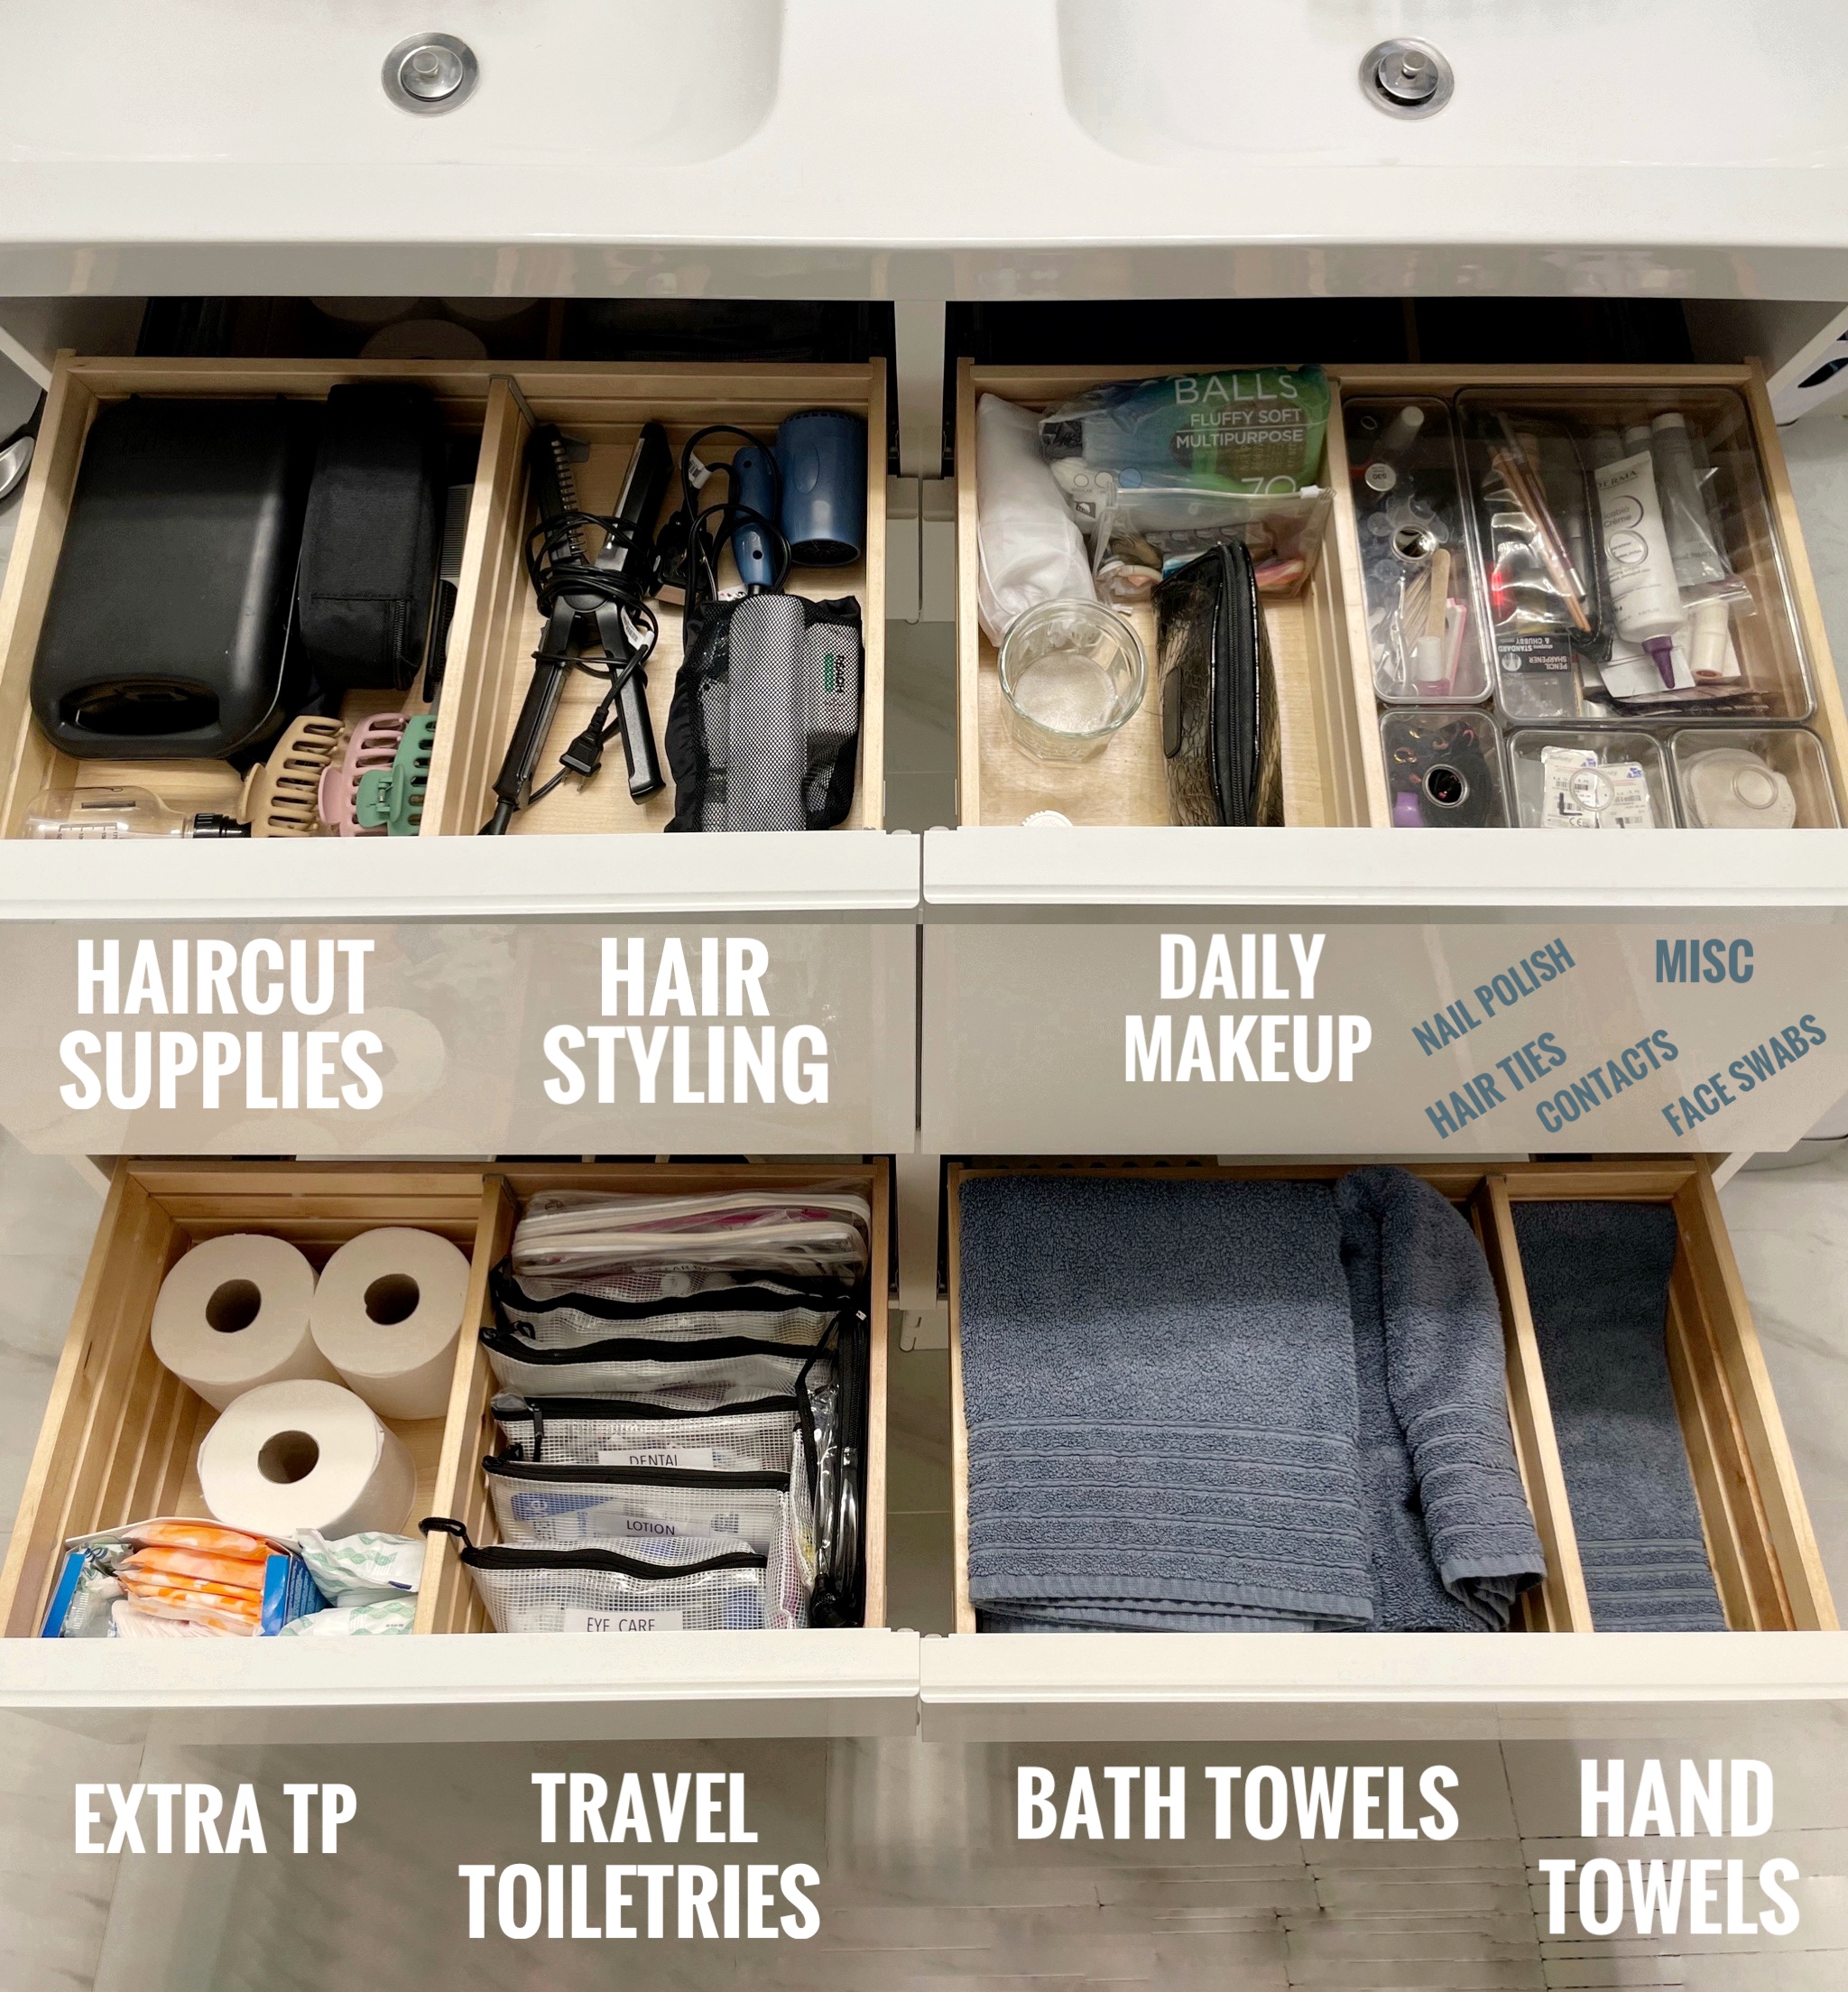 BALLS
FLUFFY SOFT
MULTIPURPOSE
70
HAIRCUT
SUPPLIES
HAIR
STYLING
DAILY
MAKEUP
NAIL POLISH
MISC
HAIR TIES
CONTACTS
FACE SWABS
DENTAL
LOTION
EYE CARE
EXTRA TP
TRAVEL
TOILETRIES
BATH TOWELS
HAND
TOWELS